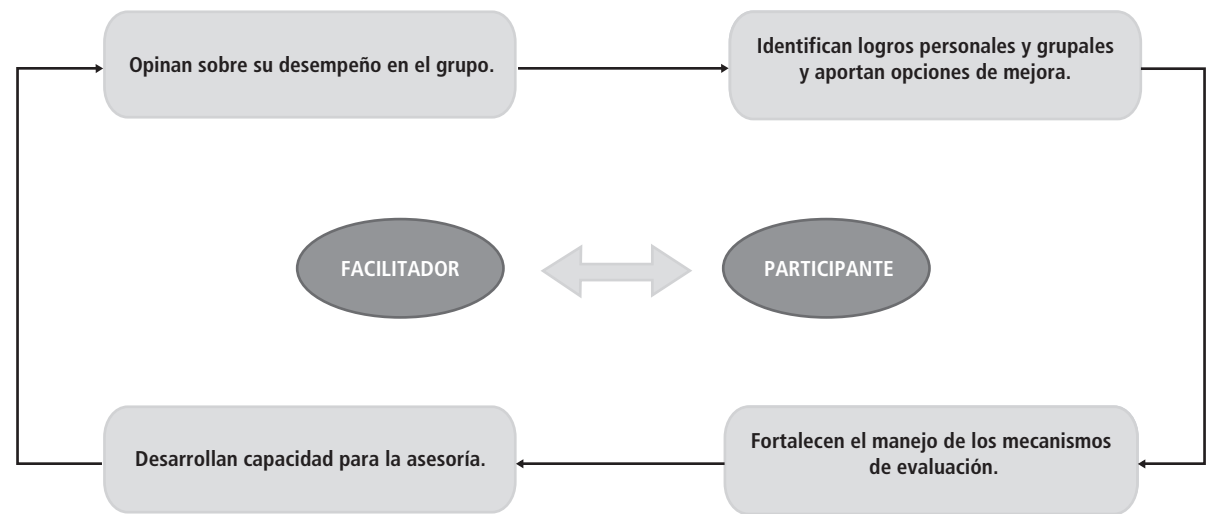 Opinan sobre su desempeño en el grupo.
Identifican logros personales y grupales
y aportan opciones de mejora.
FACILITADOR
PARTICIPANTE
Desarrollan capacidad para la asesoría.
Fortalecen el manejo de los mecanismos
de evaluación.